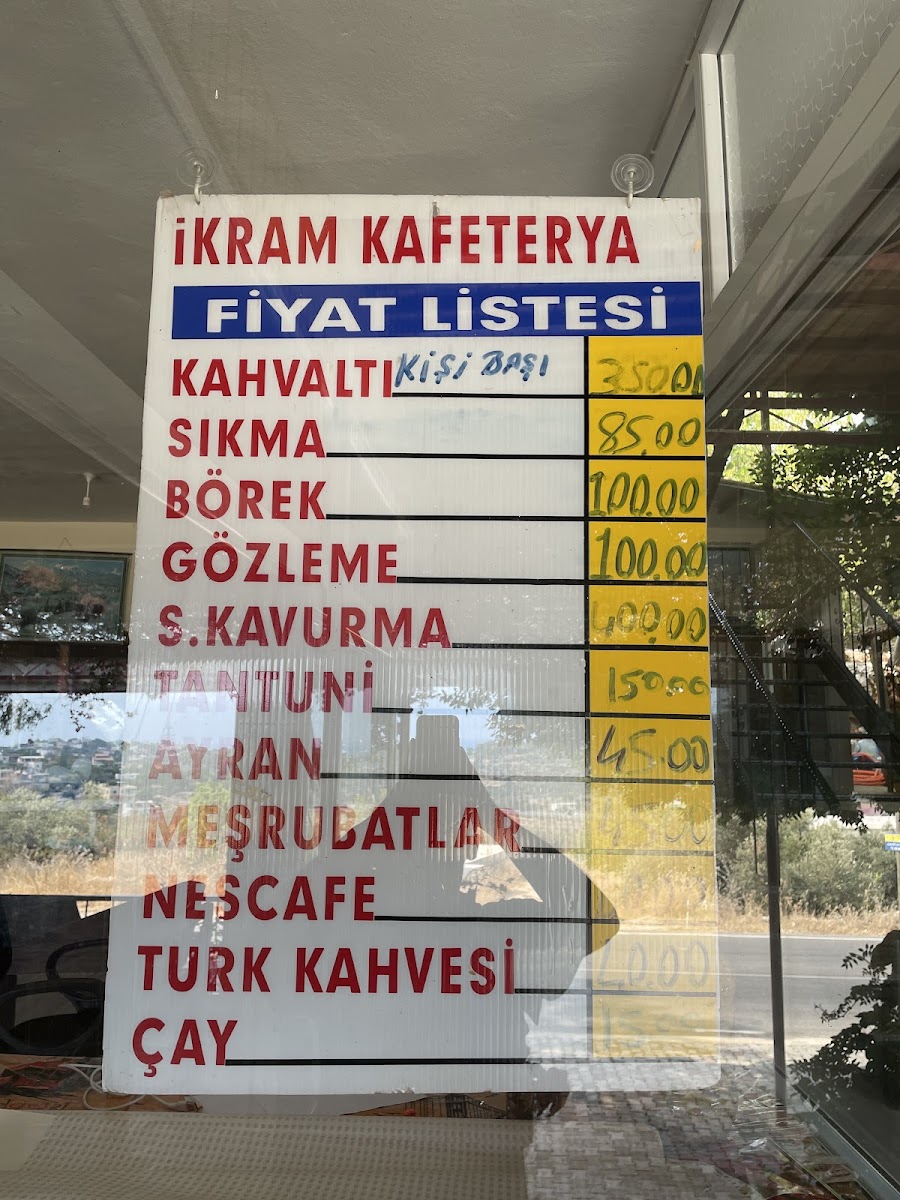 İKRAM KAFETERYA
FİYAT LİSTESİ
KAHVALTI KİŞİ BAŞI 350.00
SIKMA 85.00
BÖREK 100.00
GÖZLEME 100.00
S.KAVURMA 400.00
TANTUNİ 150.00
AYRAN 45.00
MEŞRUBATLAR
NESCAFE
TURK KAHVESİ
ÇAY